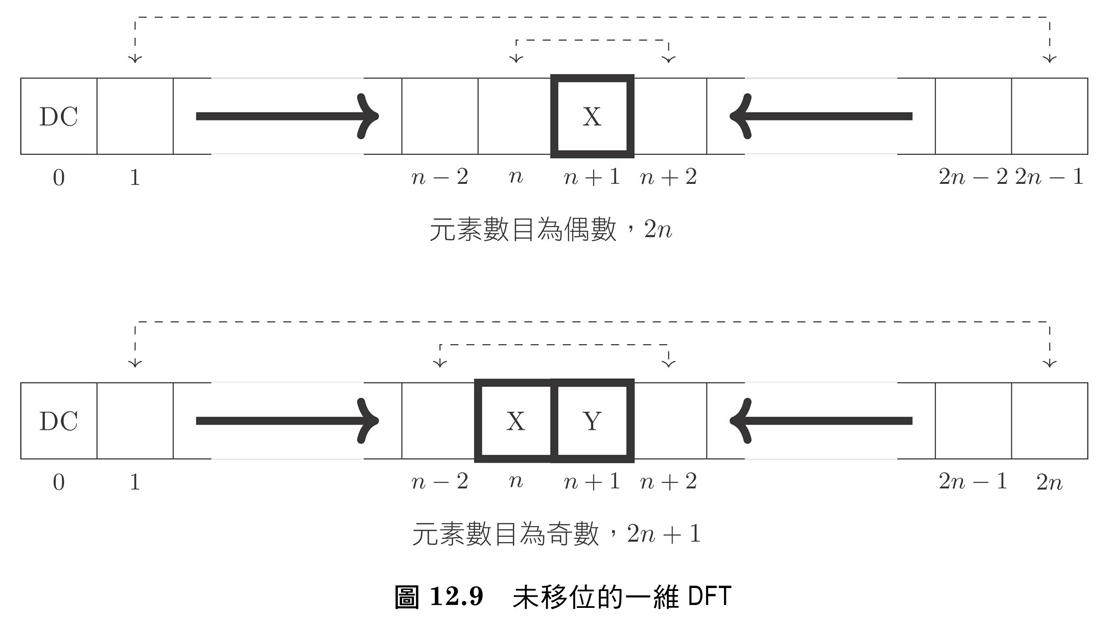 DC X
0 1 n − 2 n n + 1 n + 2 2n − 2 2n − 1
元素數目為偶數，2n
DC X Y
0 1 n − 2 n n + 1 n + 2 2n − 1 2n
元素數目為奇數，2n + 1
圖 12.9 未移位的一維 DFT